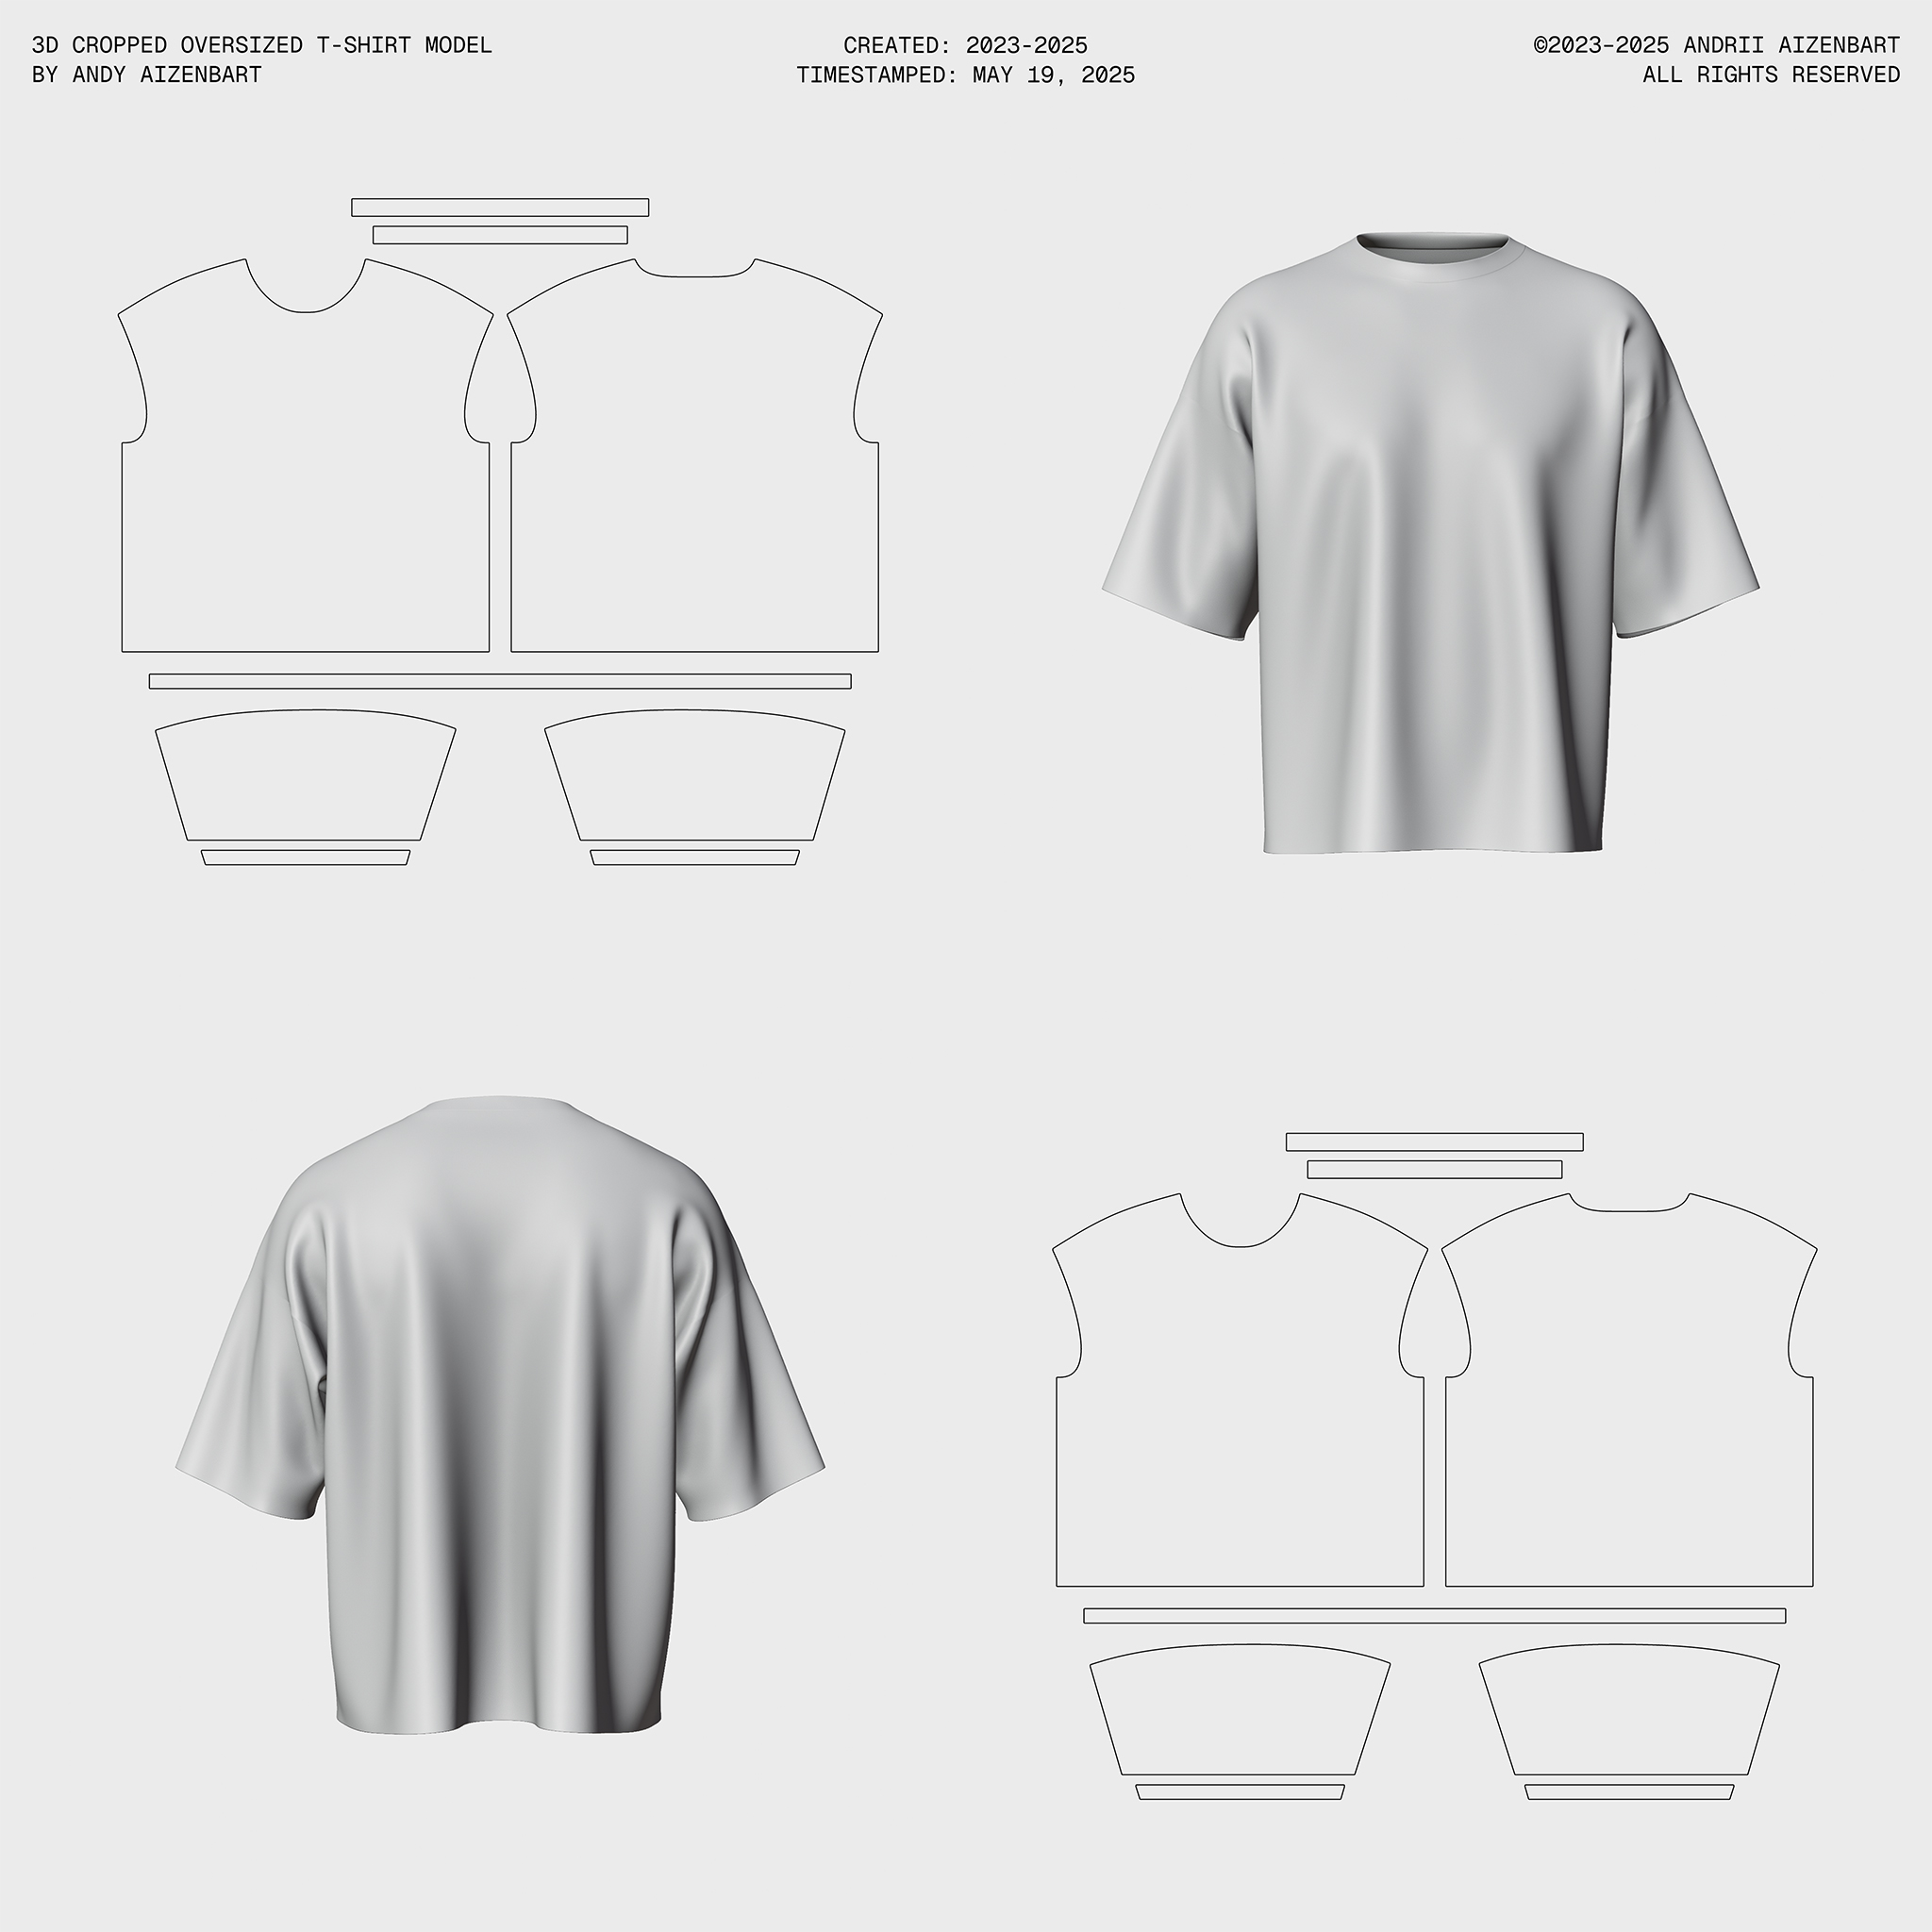 3D CROPPED OVERSIZED T-SHIRT MODEL
BY ANDY AIZENBART
CREATED: 2023-2025
TIMESTAMPED: MAY 19, 2025
©2023-2025 ANDRII AIZENBART
ALL RIGHTS RESERVED